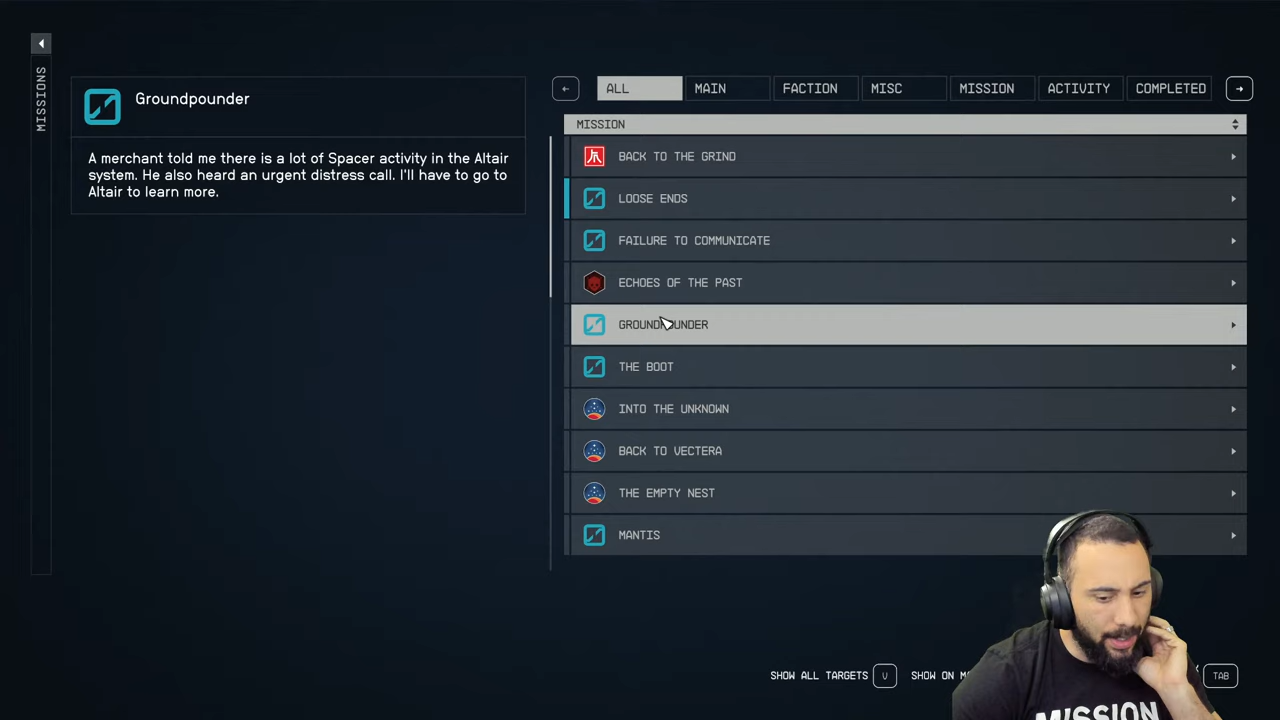 MISSIONS
Groundpounder
A merchant told me there is a lot of Spacer activity in the Altair
system. He also heard an urgent distress call. I'll have to go to
Altair to learn more.
ALL
MAIN
FACTION
MISC
MISSION
ACTIVITY
COMPLETED
MISSION
BACK TO THE GRIND
LOOSE ENDS
FAILURE TO COMMUNICATE
ECHOES OF THE PAST
GROUNDPOUNDER
THE BOOT
INTO THE UNKNOWN
BACK TO VECTERA
THE EMPTY NEST
MANTIS
SHOW ALL TARGETS V
SHOW ON
TAB
MISSION